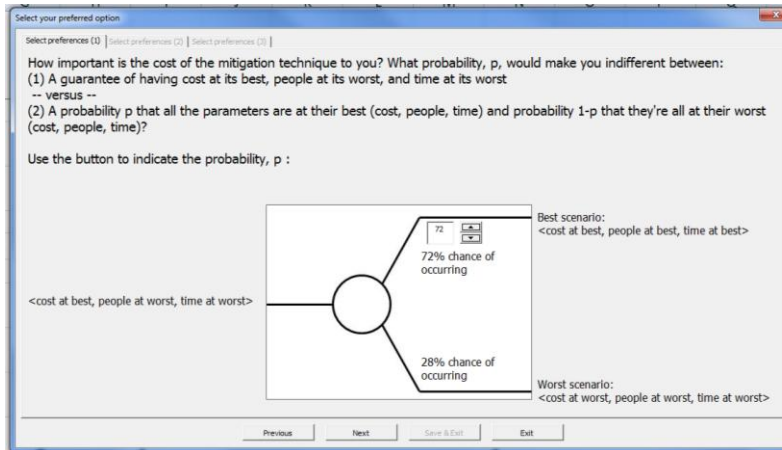 Select your preferred option
Select preferences (1) Select preferences (2) Select preferences (3)
How important is the cost of the mitigation technique to you? What probability, p, would make you indifferent between:
(1) A guarantee of having cost at its best, people at its worst, and time at its worst
-- versus --
(2) A probability p that all the parameters are at their best (cost, people, time) and probability 1-p that they're all at their worst
(cost, people, time)?
Use the button to indicate the probability, p :
72
Best scenario:
<cost at best, people at best, time at best>
72% chance of
occurring
<cost at best, people at worst, time at worst>
28% chance of
occurring
Worst scenario:
<cost at worst, people at worst, time at worst>
Previous Next Save & Exit Exit